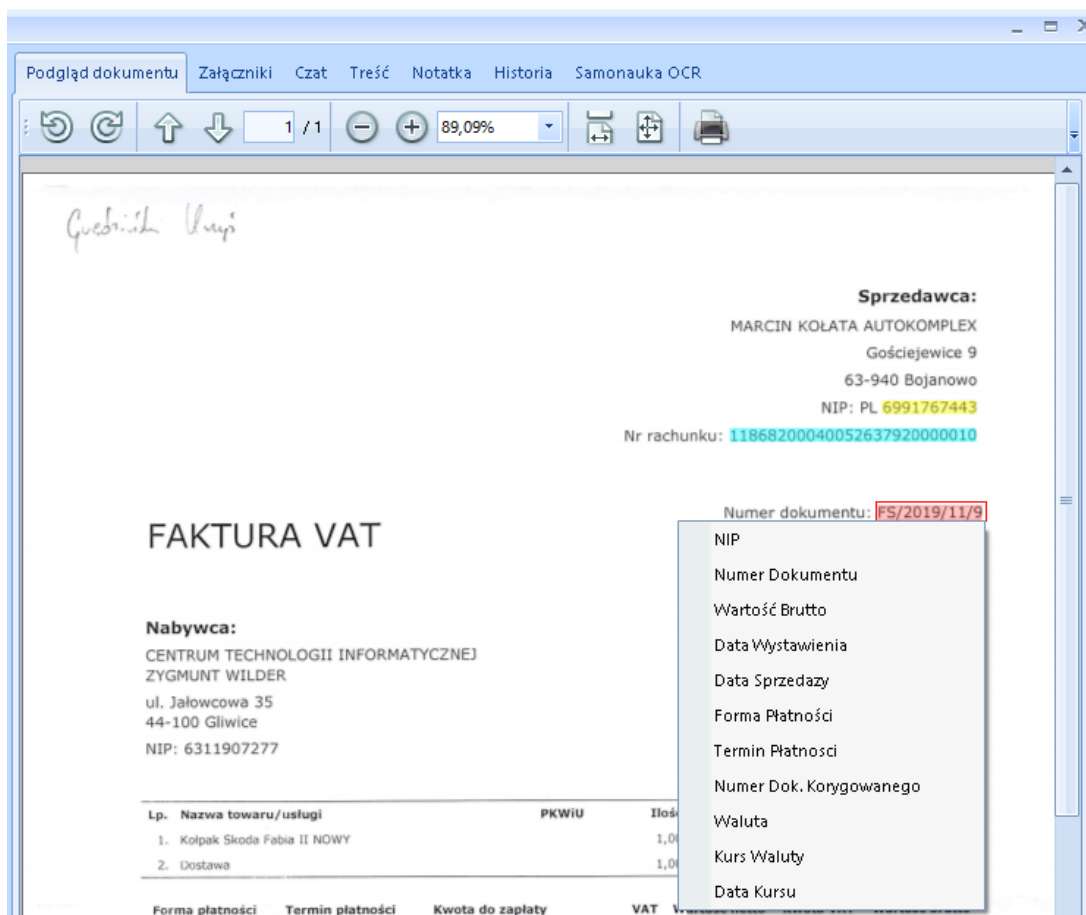 Podgląd dokumentu Załączniki Czat Treść Notatka Historia Samonauka OCR
1 / 1 89,09%
Sprzedawca:
MARCIN KOŁATA AUTOKOMPLEX
Gościejewice 9
63-940 Bojanowo
NIP: PL 6991767443
Nr rachunku: 11868200040052637920000010
Numer dokumentu: FS/2019/11/9
FAKTURA VAT
NIP
Numer Dokumentu
Wartość Brutto
Data Wystawienia
Data Sprzedazy
Forma Płatności
Termin Płatnosci
Numer Dok. Korygowanego
Waluta
Kurs Waluty
Data Kursu
Nabywca:
CENTRUM TECHNOLOGII INFORMATYCZNEJ
ZYGMUNT WILDER
ul. Jałowcowa 35
44-100 Gliwice
NIP: 6311907277
Lp. Nazwa towaru/usługi PKWiU
1. Kołpak Skoda Fabia II NOWY
2. Dostawa
Forma płatności Termin płatności Kwota do zapłaty VAT